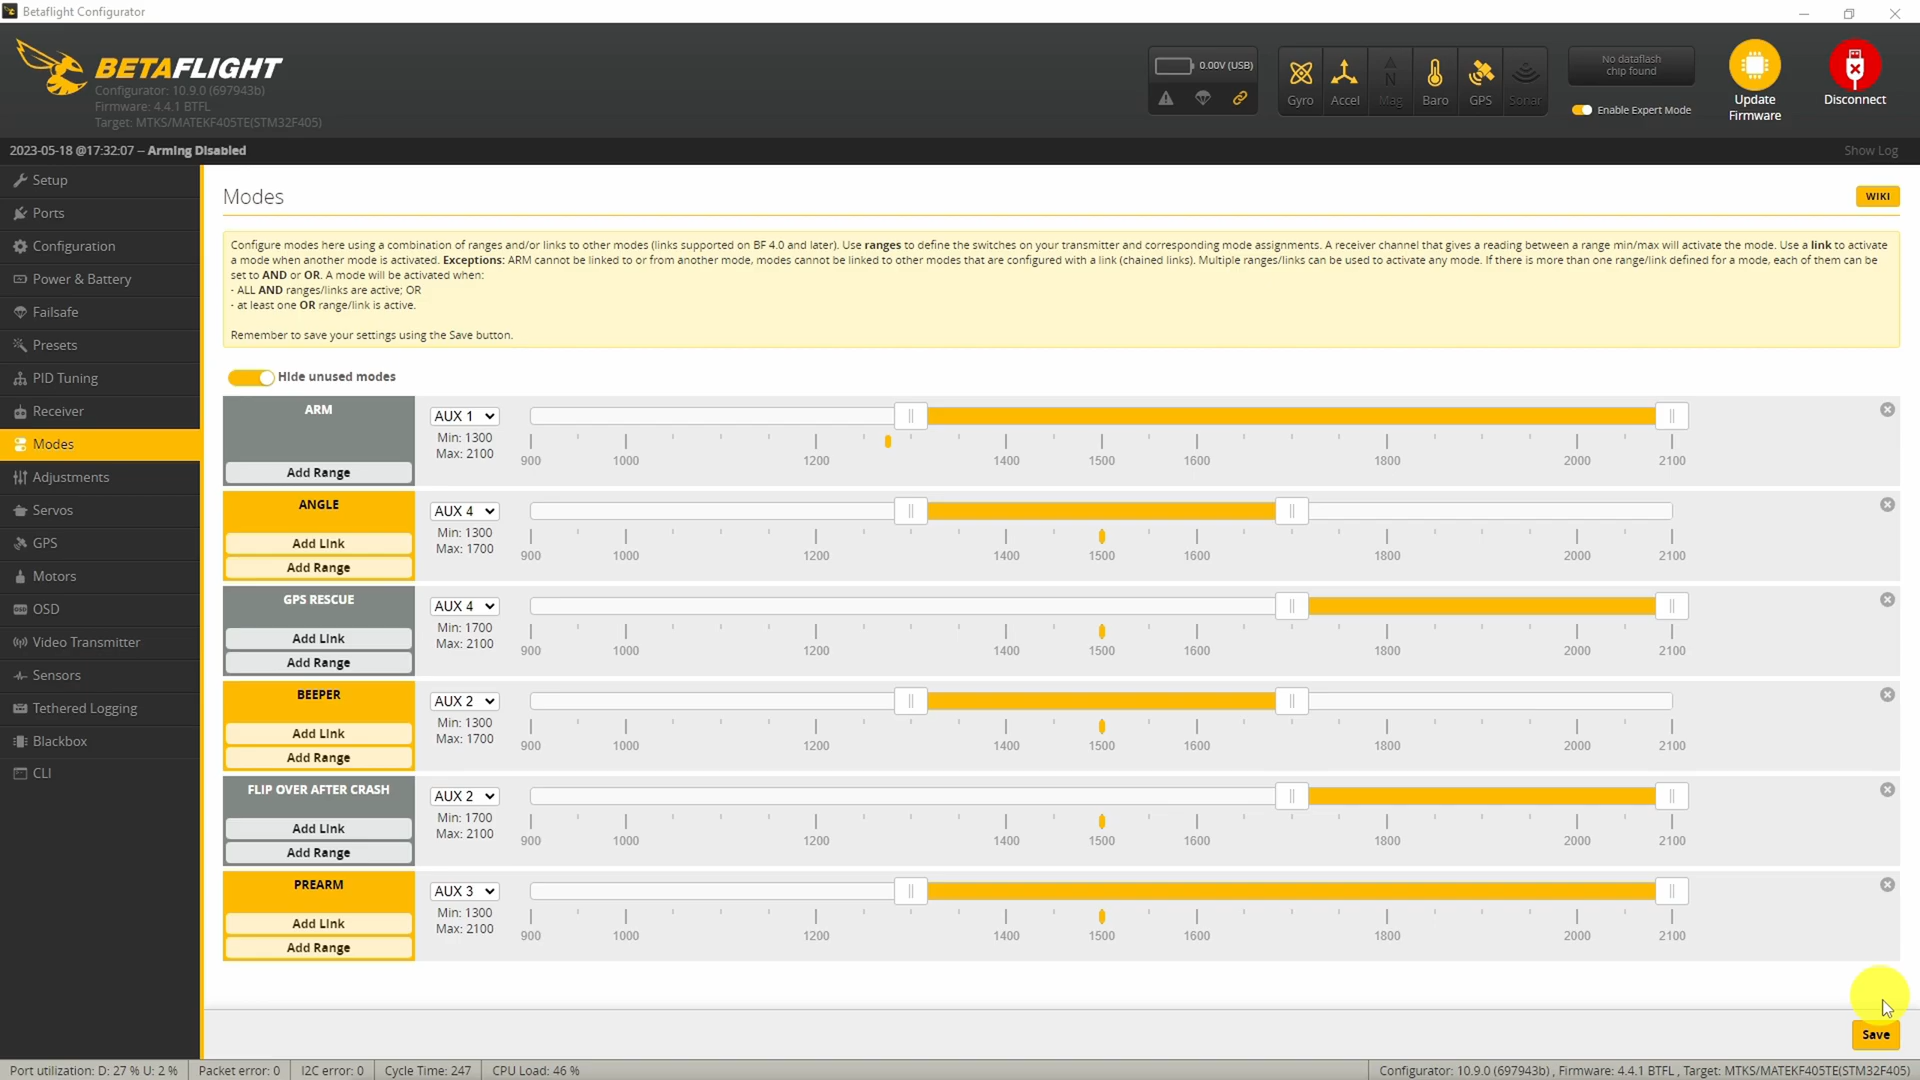 Betaflight Configurator
BETAFLIGHT
Configurator: 10.9.0 (697943b)
Firmware: 4.4.1 BTFL
Target: MTKS/MATEKF405TE(STM32F405)
0.00V (USB)
Gyro
Accel
Mag
Baro
GPS
Sonar
No dataflash
chip found
Enable Expert Mode
Update
Firmware
Disconnect
2023-05-18 @17:32:07 -- Arming Disabled
Show Log
Setup
Ports
Configuration
Power & Battery
Failsafe
Presets
PID Tuning
Receiver
Modes
Adjustments
Servos
GPS
Motors
OSD
Video Transmitter
Sensors
Tethered Logging
Blackbox
CLI
Modes
WIKI
Configure modes here using a combination of ranges and/or links to other modes (links supported on BF 4.0 and later). Use ranges to define the switches on your transmitter and corresponding mode assignments. A receiver channel that gives a reading between a range min/max will activate the mode. Use a link to activate
a mode when another mode is activated. Exceptions: ARM cannot be linked to or from another mode, modes cannot be linked to other modes that are configured with a link (chained links). Multiple ranges/links can be used to activate any mode. If there is more than one range/link defined for a mode, each of them can be
set to AND or OR. A mode will be activated when:
- ALL AND ranges/links are active; OR
- at least one OR range/link is active.
Remember to save your settings using the Save button.
Hide unused modes
ARM
Add Range
AUX 1
Min: 1300
Max: 2100
900 1000 1200 1400 1500 1600 1800 2000 2100
ANGLE
Add Link
Add Range
AUX 4
Min: 1300
Max: 1700
900 1000 1200 1400 1500 1600 1800 2000 2100
GPS RESCUE
Add Link
Add Range
AUX 4
Min: 1700
Max: 2100
900 1000 1200 1400 1500 1600 1800 2000 2100
BEEPER
Add Link
Add Range
AUX 2
Min: 1300
Max: 1700
900 1000 1200 1400 1500 1600 1800 2000 2100
FLIP OVER AFTER CRASH
Add Link
Add Range
AUX 2
Min: 1700
Max: 2100
900 1000 1200 1400 1500 1600 1800 2000 2100
PREARM
Add Link
Add Range
AUX 3
Min: 1300
Max: 2100
900 1000 1200 1400 1500 1600 1800 2000 2100
Save
Port utilization: D: 27 % U: 2 % Packet error: 0 I2C error: 0 Cycle Time: 247 CPU Load: 46 %
Configurator: 10.9.0 (697943b) , Firmware: 4.4.1 BTFL , Target: MTKS/MATEKF405TE(STM32F405)